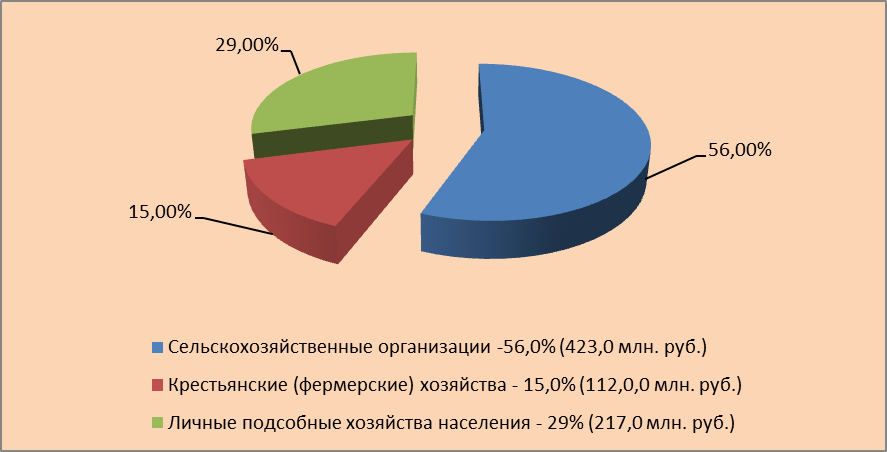 29,00%
56,00%
15,00%
Сельскохозяйственные организации -56,0% (423,0 млн. руб.)
Крестьянские (фермерские) хозяйства - 15,0% (112,0,0 млн. руб.)
Личные подсобные хозяйства населения - 29% (217,0 млн. руб.)